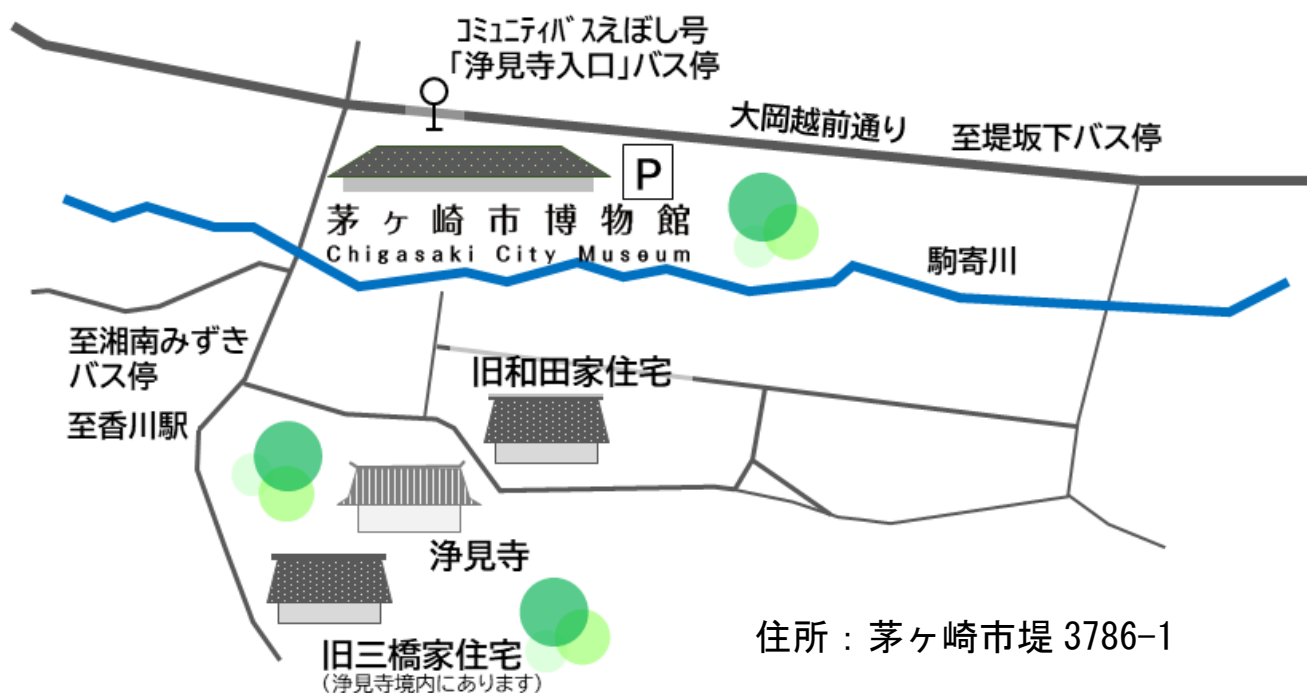 コミュニティバスえぼし号
「浄見寺入口」バス停
大岡越前通り
至堤坂下バス停
P
茅ヶ崎市博物館
Chigasaki City Museum
駒寄川
至湘南みずき
バス停
至香川駅
旧和田家住宅
浄見寺
旧三橋家住宅
(浄見寺境内にあります)
住所：茅ヶ崎市堤 3786-1